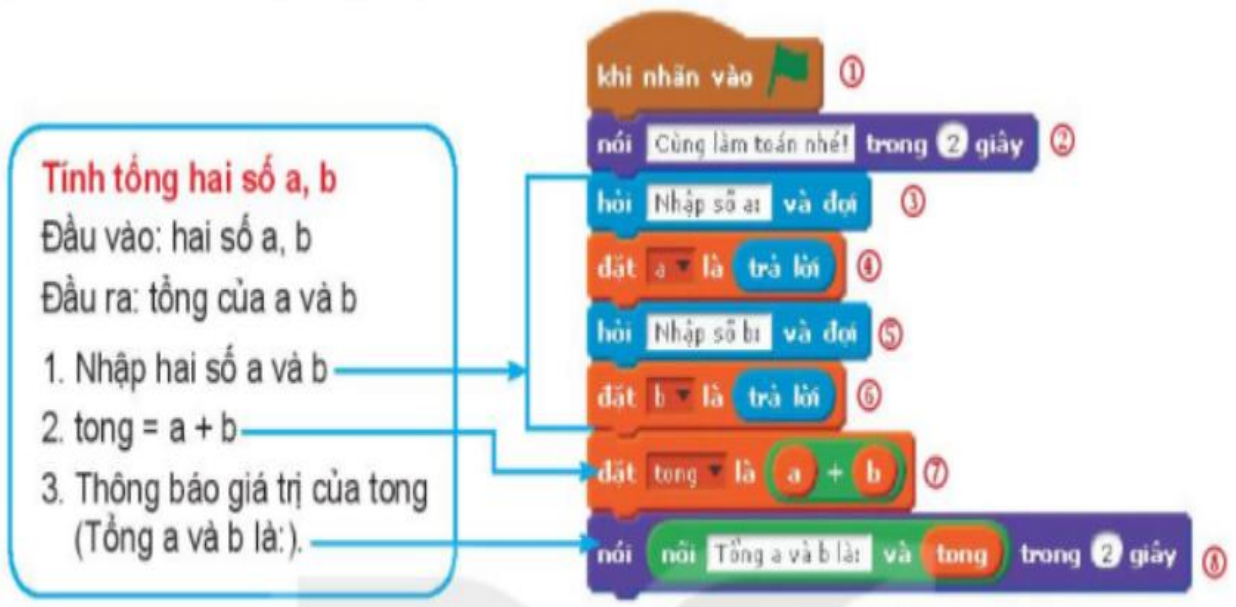 khi nhãn vào ①
nói Cùng làm toán nhé! trong 2 giây ②
Tính tổng hai số a, b
Đầu vào: hai số a, b
Đầu ra: tổng của a và b
1. Nhập hai số a và b
2. tong = a + b
3. Thông báo giá trị của tong
(Tổng a và b là:).
hỏi Nhập số a: và đợi ③
đặt a là trả lời ④
hỏi Nhập số b: và đợi ⑤
đặt b là trả lời ⑥
đặt tong là a + b ⑦
nói nối Tổng a và b là: và tong trong 2 giây ⑧